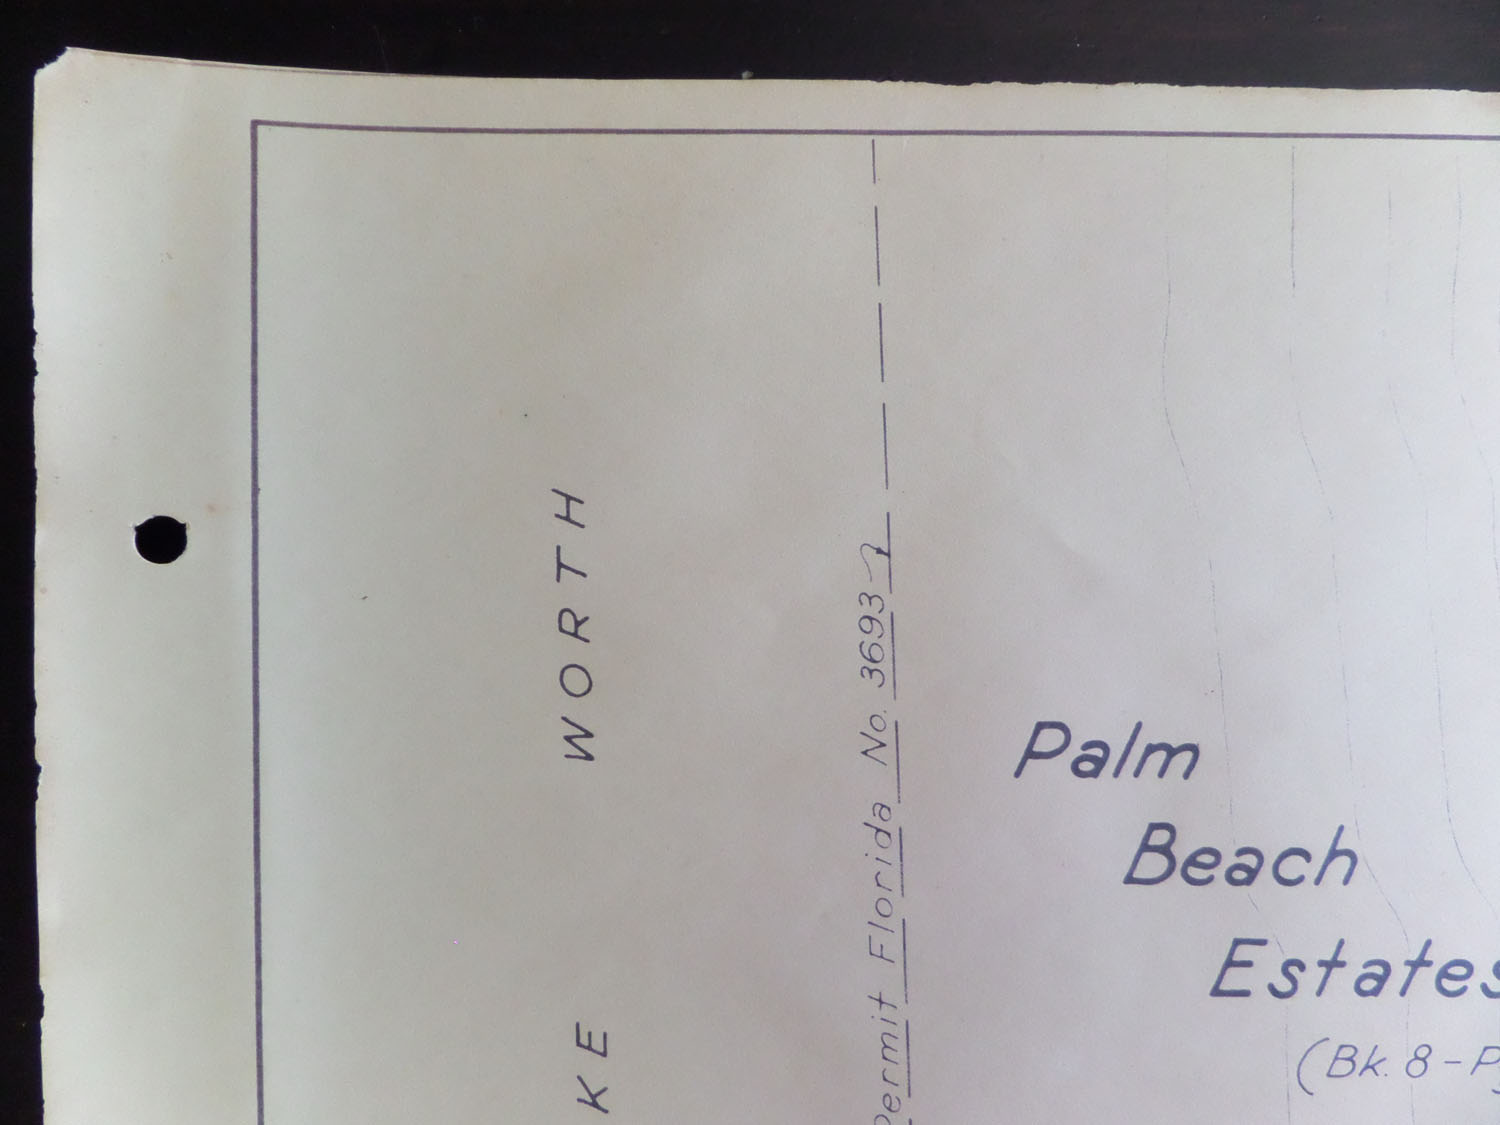 KE WORTH
Permit Florida No. 3693
Palm
Beach
Estates
(Bk. 8-P